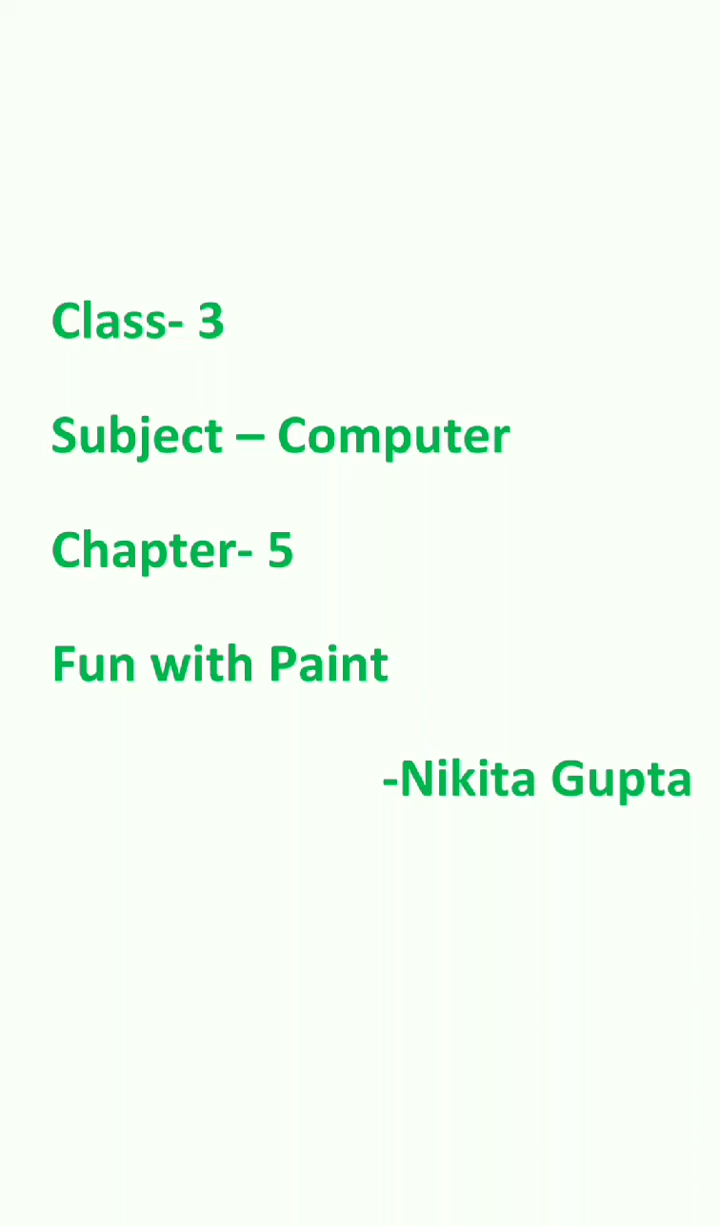 Class- 3
Subject – Computer
Chapter- 5
Fun with Paint
-Nikita Gupta